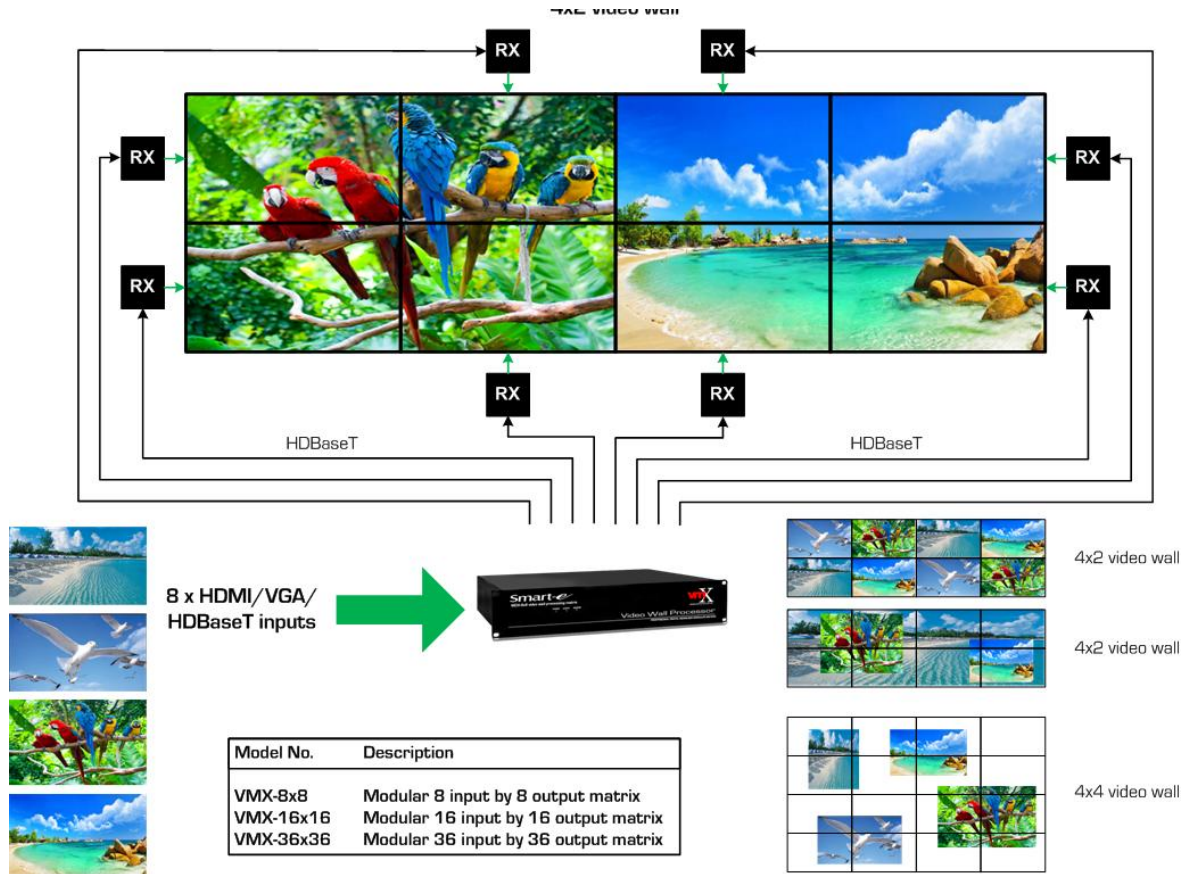 4x2 video wall
RX
RX
RX
RX
RX
RX
RX
RX
HDBaseT
HDBaseT
8 x HDMI/VGA/
HDBaseT inputs
Smart-e
Video Wall Processor
4x2 video wall
4x2 video wall
4x4 video wall
Model No. Description
VMX-8x8 Modular 8 input by 8 output matrix
VMX-16x16 Modular 16 input by 16 output matrix
VMX-36x36 Modular 36 input by 36 output matrix